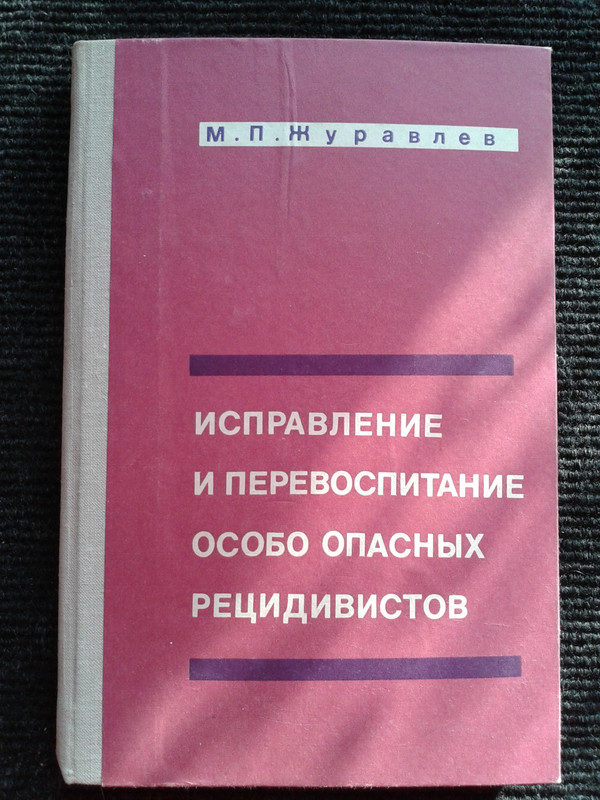 М.П.Журавлев
ИСПРАВЛЕНИЕ
И ПЕРЕВОСПИТАНИЕ
ОСОБО ОПАСНЫХ
РЕЦИДИВИСТОВ